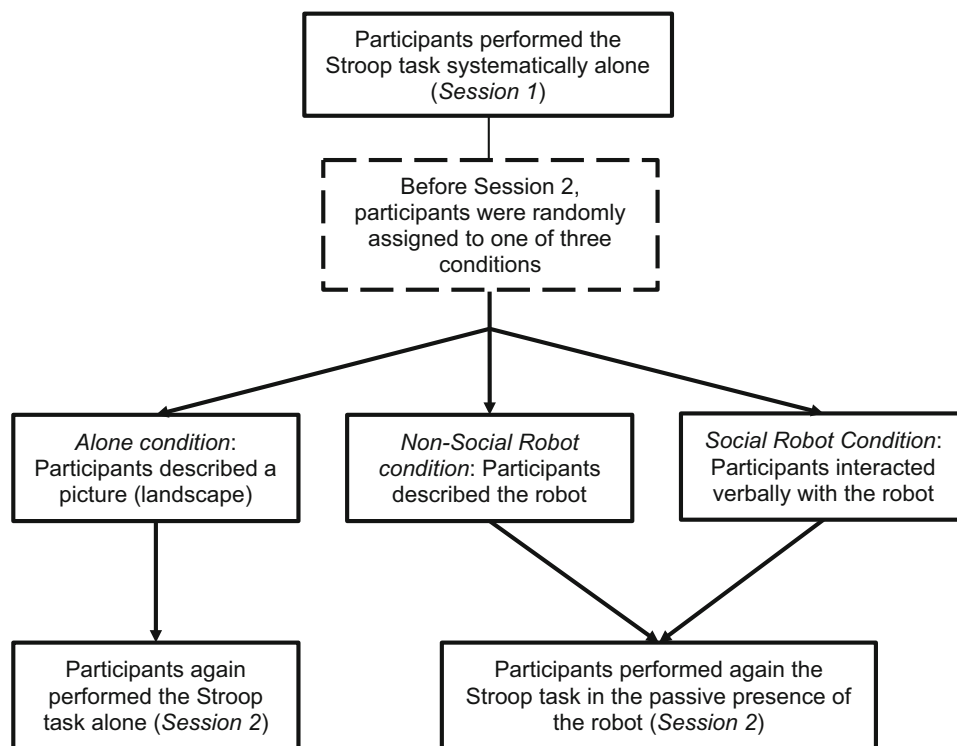 Participants performed the
Stroop task systematically alone
(Session 1)
Before Session 2,
participants were randomly
assigned to one of three
conditions
Alone condition:
Participants described a
picture (landscape)
Non-Social Robot
condition: Participants
described the robot
Social Robot Condition:
Participants interacted
verbally with the robot
Participants again
performed the Stroop
task alone (Session 2)
Participants performed again the
Stroop task in the passive presence of
the robot (Session 2)